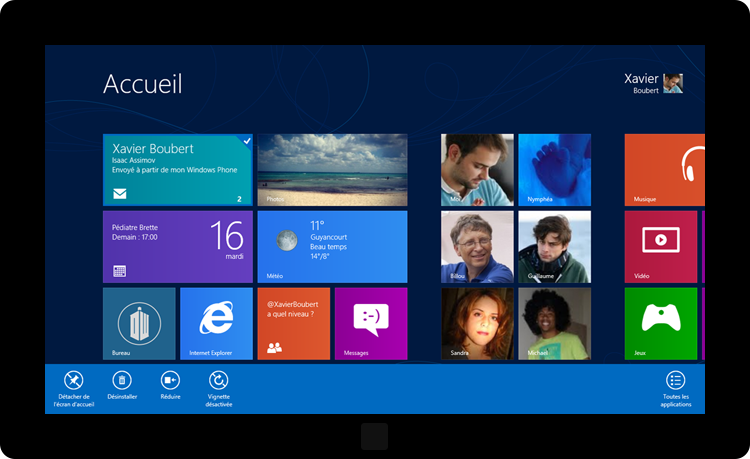 Accueil
Xavier
Boubert
Xavier Boubert
Isaac Assimov
Envoyé à partir de mon Windows Phone
2
Photos
Moi
Nymphéa
Musique
Pédiatre Brette
Demain : 17:00
16
mardi
11°
Guyancourt
Beau temps
14°/8°
Météo
Billou
Guillaume
Vidéo
DW
Bureau
Internet Explorer
@XavierBoubert
a quel niveau ?
:-)
Messages
Sandra
Michael
Jeux
Détacher de
l'écran d'accueil
Désinstaller
Réduire
Vignette
désactivée
Toutes les
applications